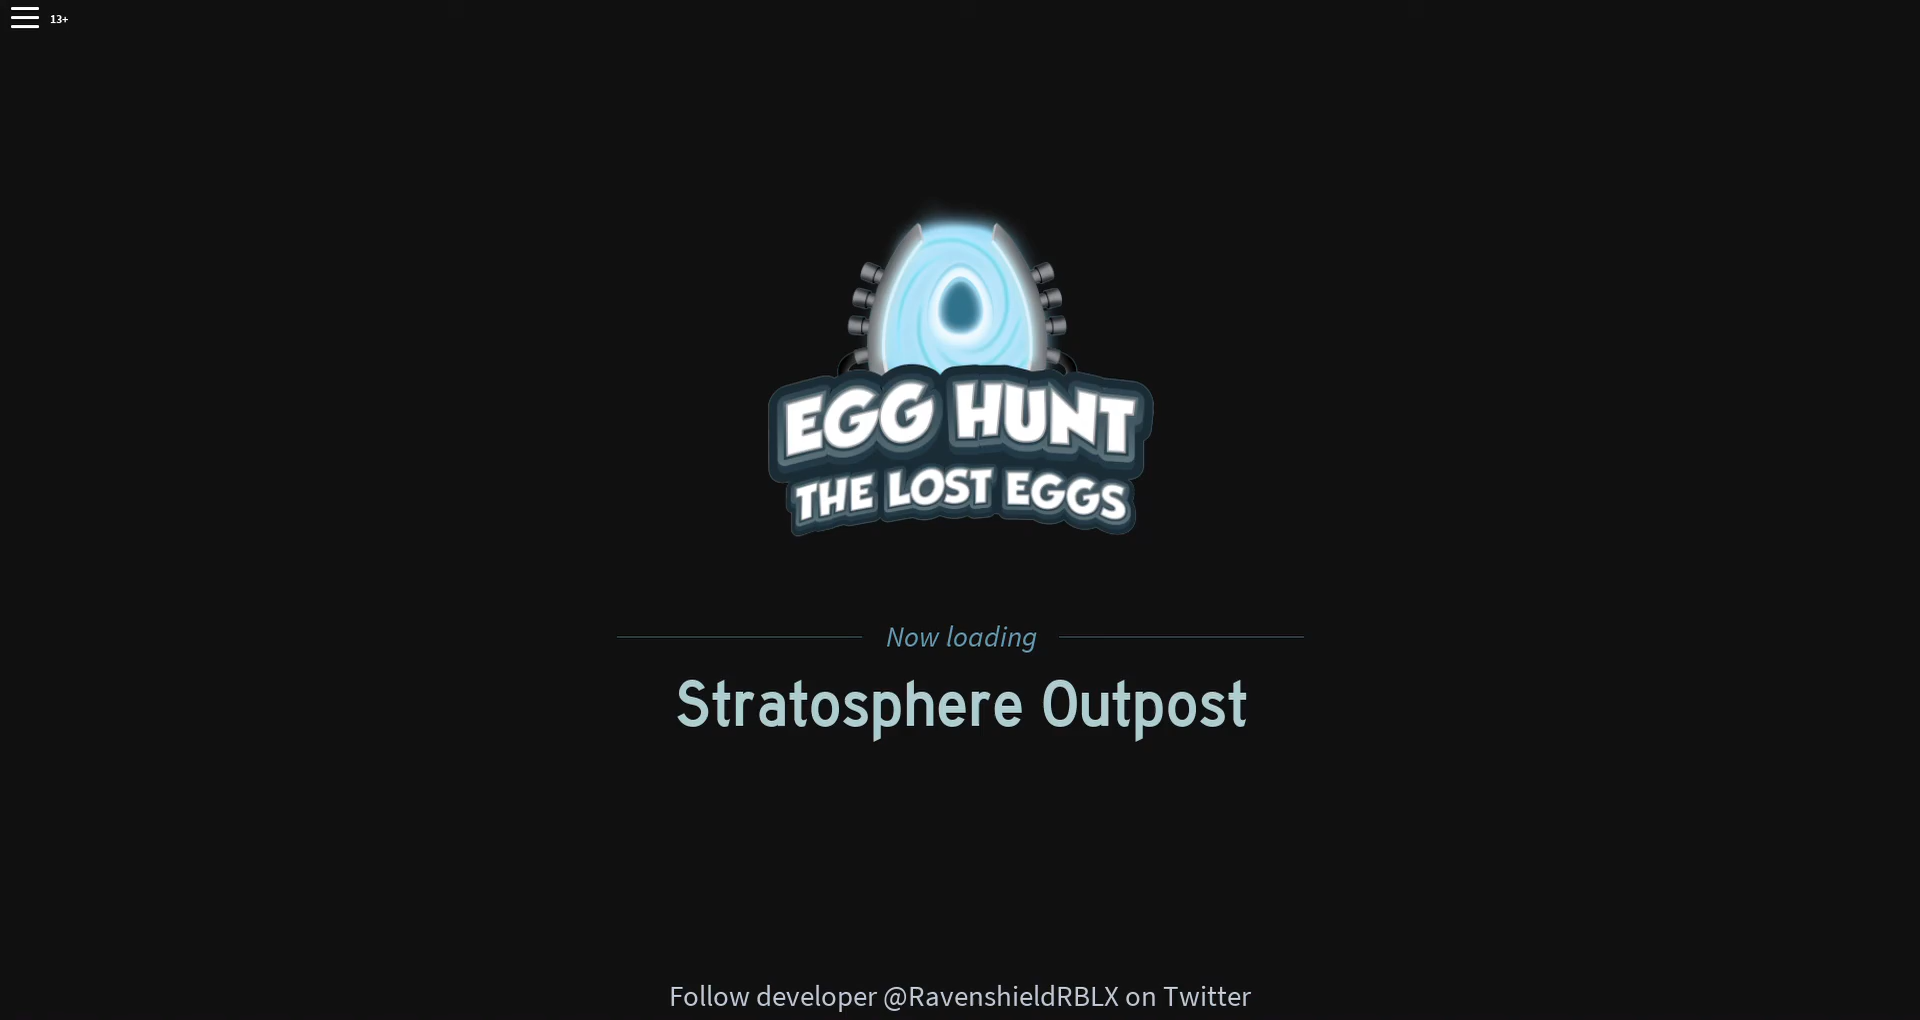 13+
EGG HUNT
THE LOST EGGS
Now loading
Stratosphere Outpost
Follow developer @RavenshieldRBLX on Twitter